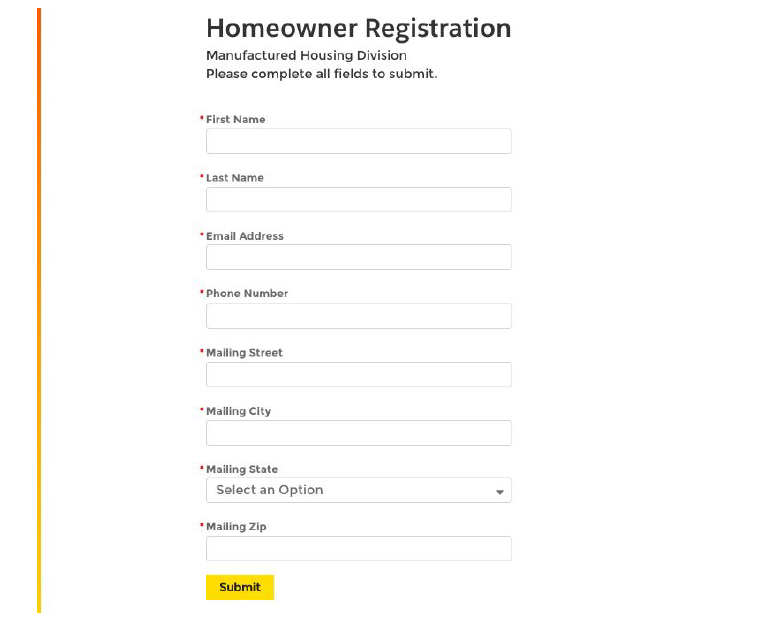 Homeowner Registration
Manufactured Housing Division
Please complete all fields to submit.
* First Name
* Last Name
* Email Address
* Phone Number
* Mailing Street
* Mailing City
* Mailing State
Select an Option
* Mailing Zip
Submit